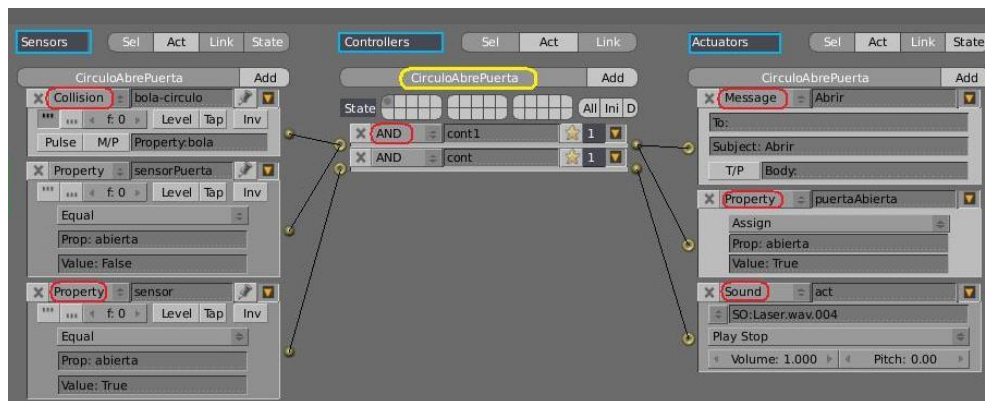 Sensors Sel Act Link State
CirculoAbrePuerta Add
Collision bola-circulo
f: 0 Level Tap Inv
Pulse M/P Property:bola
Property sensorPuerta
f: 0 Level Tap Inv
Equal
Prop: abierta
Value: False
Property sensor
f: 0 Level Tap Inv
Equal
Prop: abierta
Value: True
Controllers Sel Act Link
CirculoAbrePuerta Add
State All Ini D
AND cont1 1
AND cont 1
Actuators Sel Act Link State
CirculoAbrePuerta Add
Message Abrir
To:
Subject: Abrir
T/P Body:
Property puertaAbierta
Assign
Prop: abierta
Value: True
Sound act
SO:Laser.wav.004
Play Stop
Volume: 1.000 Pitch: 0.00